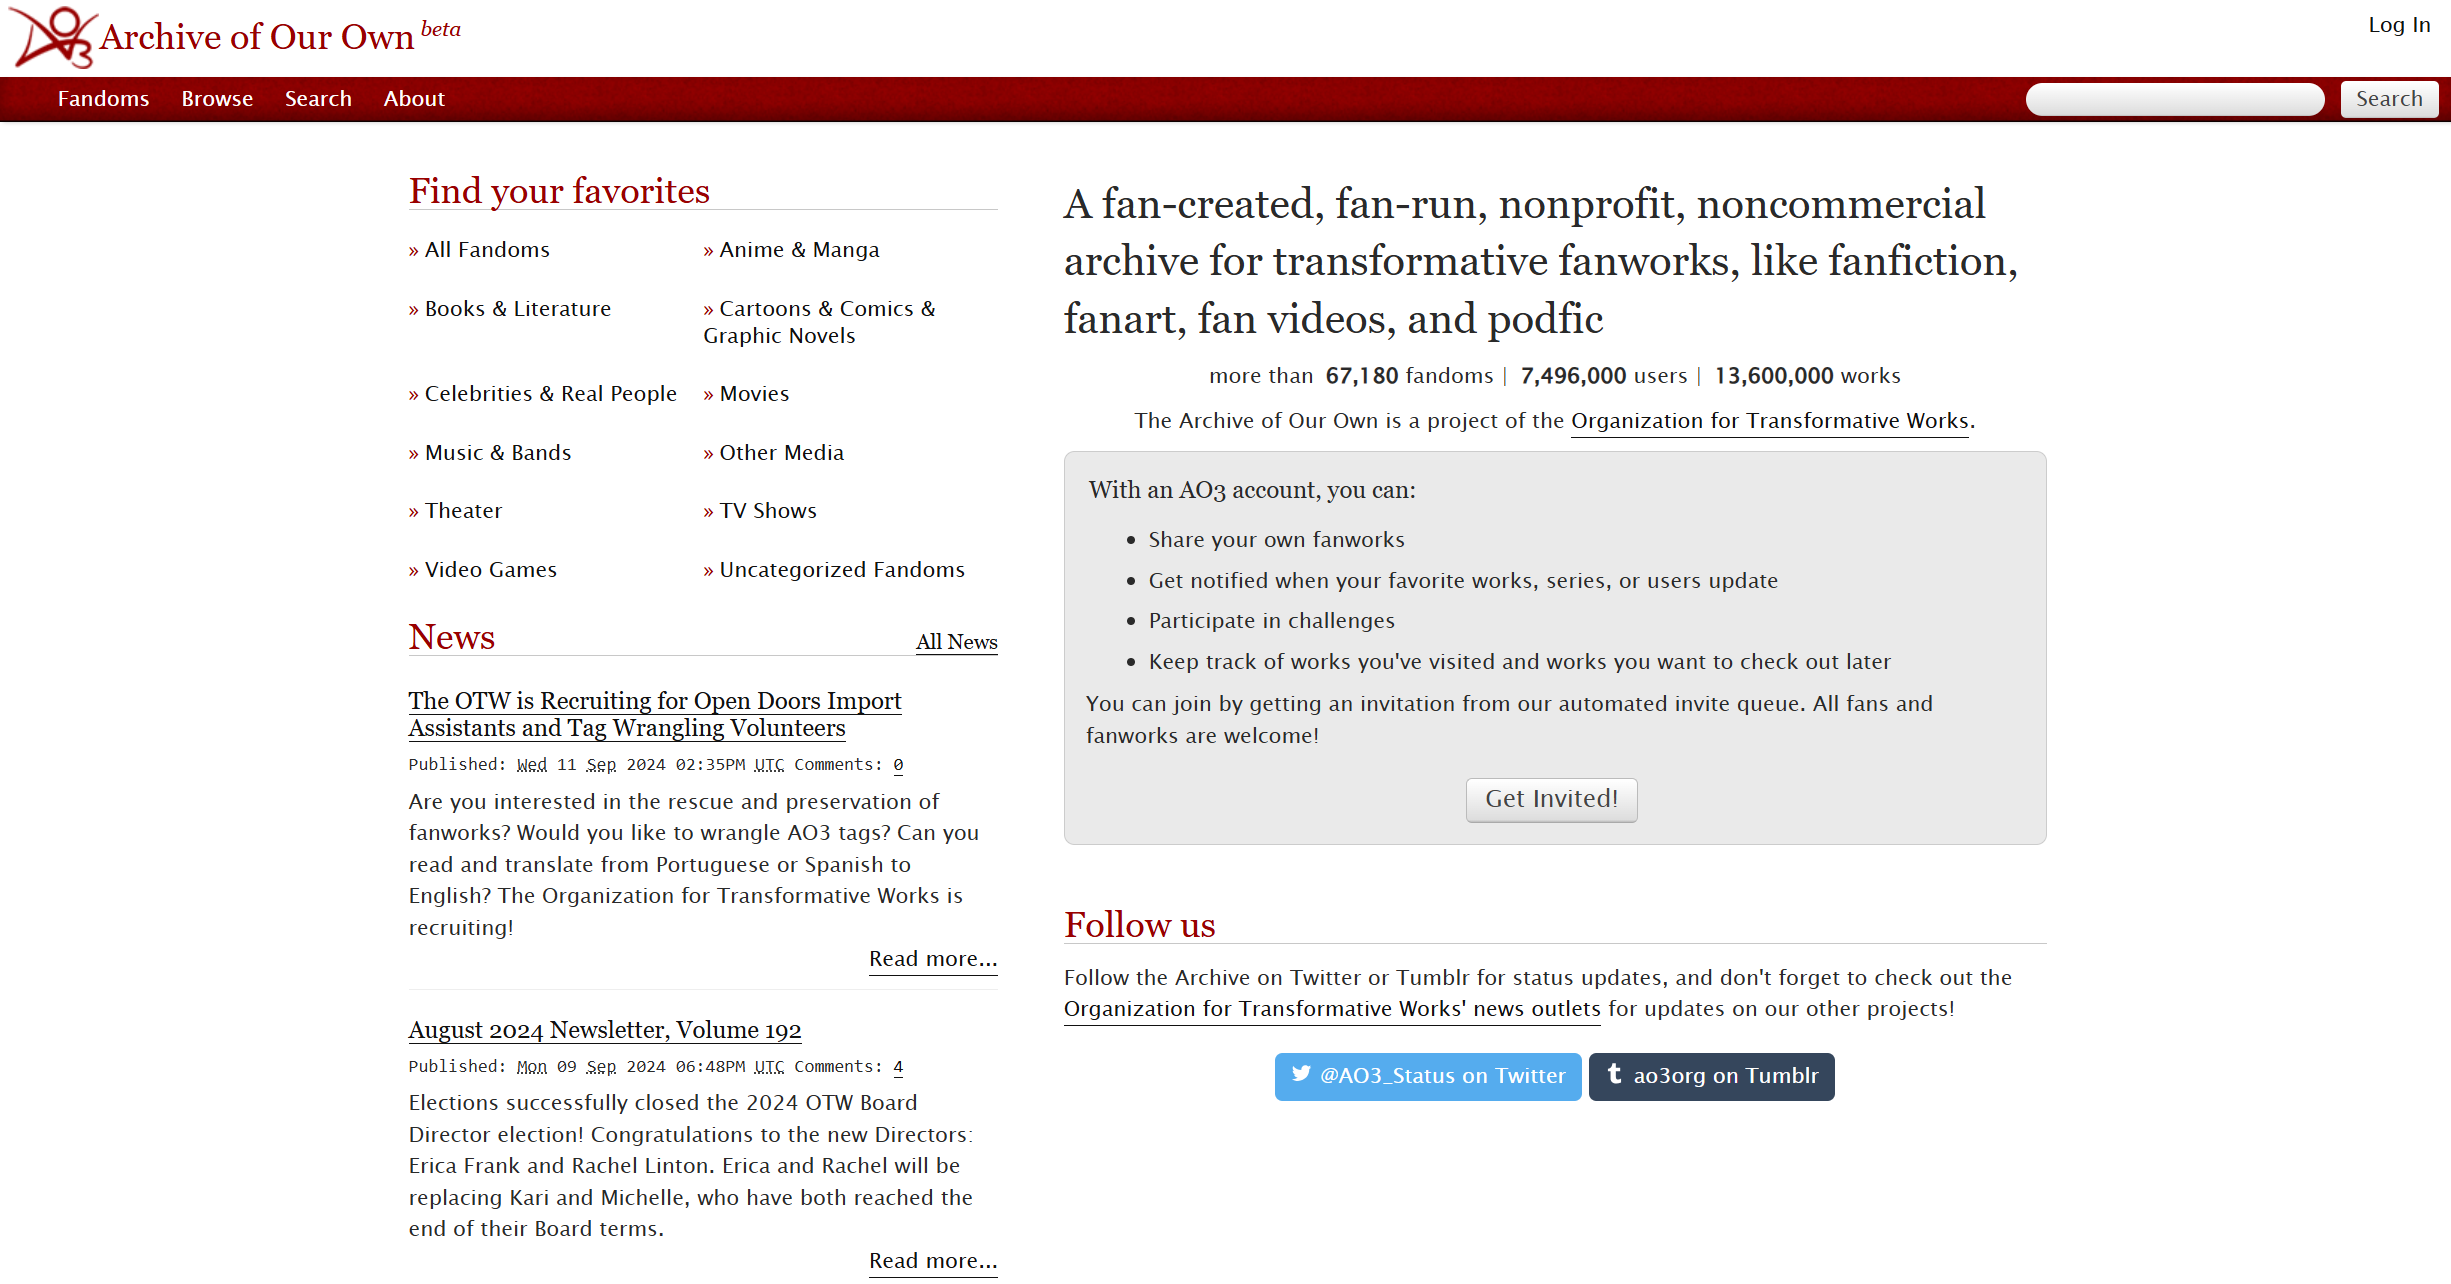 Archive of Our Own beta
Log In
Fandoms Browse Search About
Search
Find your favorites
» All Fandoms
» Anime & Manga
» Books & Literature
» Cartoons & Comics &
Graphic Novels
» Celebrities & Real People
» Movies
» Music & Bands
» Other Media
» Theater
» TV Shows
» Video Games
» Uncategorized Fandoms
News
All News
The OTW is Recruiting for Open Doors Import
Assistants and Tag Wrangling Volunteers
Published: Wed 11 Sep 2024 02:35PM UTC Comments: 0
Are you interested in the rescue and preservation of
fanworks? Would you like to wrangle AO3 tags? Can you
read and translate from Portuguese or Spanish to
English? The Organization for Transformative Works is
recruiting!
Read more...
August 2024 Newsletter, Volume 192
Published: Mon 09 Sep 2024 06:48PM UTC Comments: 4
Elections successfully closed the 2024 OTW Board
Director election! Congratulations to the new Directors:
Erica Frank and Rachel Linton. Erica and Rachel will be
replacing Kari and Michelle, who have both reached the
end of their Board terms.
Read more...
A fan-created, fan-run, nonprofit, noncommercial
archive for transformative fanworks, like fanfiction,
fanart, fan videos, and podfic
more than 67,180 fandoms | 7,496,000 users | 13,600,000 works
The Archive of Our Own is a project of the Organization for Transformative Works.
With an AO3 account, you can:
• Share your own fanworks
• Get notified when your favorite works, series, or users update
• Participate in challenges
• Keep track of works you've visited and works you want to check out later
You can join by getting an invitation from our automated invite queue. All fans and
fanworks are welcome!
Get Invited!
Follow us
Follow the Archive on Twitter or Tumblr for status updates, and don't forget to check out the
Organization for Transformative Works' news outlets for updates on our other projects!
@AO3_Status on Twitter
ao3org on Tumblr